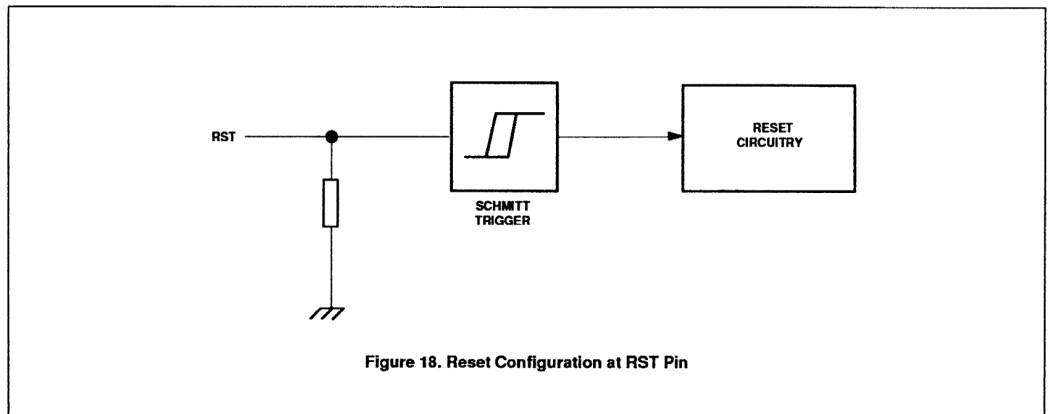 RST
SCHMITT
TRIGGER
RESET
CIRCUITRY
Figure 18. Reset Configuration at RST Pin